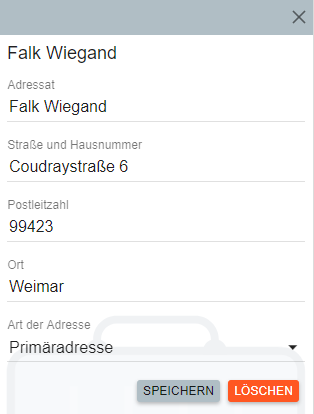 Falk Wiegand
Adressat
Falk Wiegand
Straße und Hausnummer
Coudraystraße 6
Postleitzahl
99423
Ort
Weimar
Art der Adresse
Primäradresse
SPEICHERN LÖSCHEN